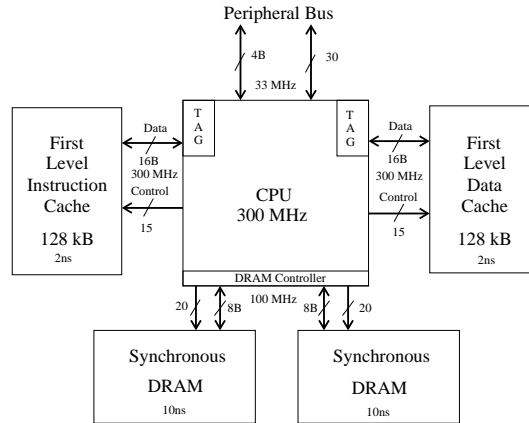 Peripheral Bus
4B
30
33 MHz
T
A
G
T
A
G
First
Level
Instruction
Cache
128 kB
2ns
Data
16B
300 MHz
Control
15
CPU
300 MHz
Data
16B
300 MHz
Control
15
First
Level
Data
Cache
128 kB
2ns
DRAM Controller
100 MHz
20
8B
8B
20
Synchronous
DRAM
10ns
Synchronous
DRAM
10ns